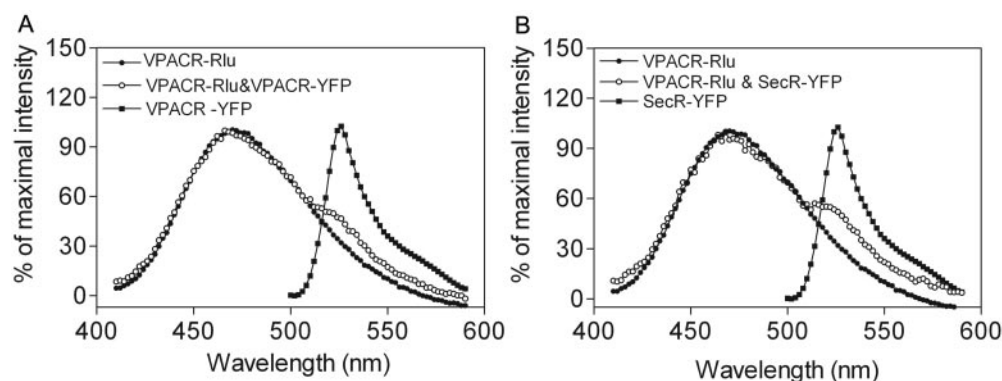 A
% of maximal intensity
150
120
90
60
30
0
VPACR-Rlu
VPACR-Rlu&VPACR-YFP
VPACR -YFP
400 450 500 550 600
Wavelength (nm)
B
% of maximal intensity
150
120
90
60
30
0
VPACR-Rlu
VPACR-Rlu & SecR-YFP
SecR-YFP
400 450 500 550 600
Wavelength (nm)